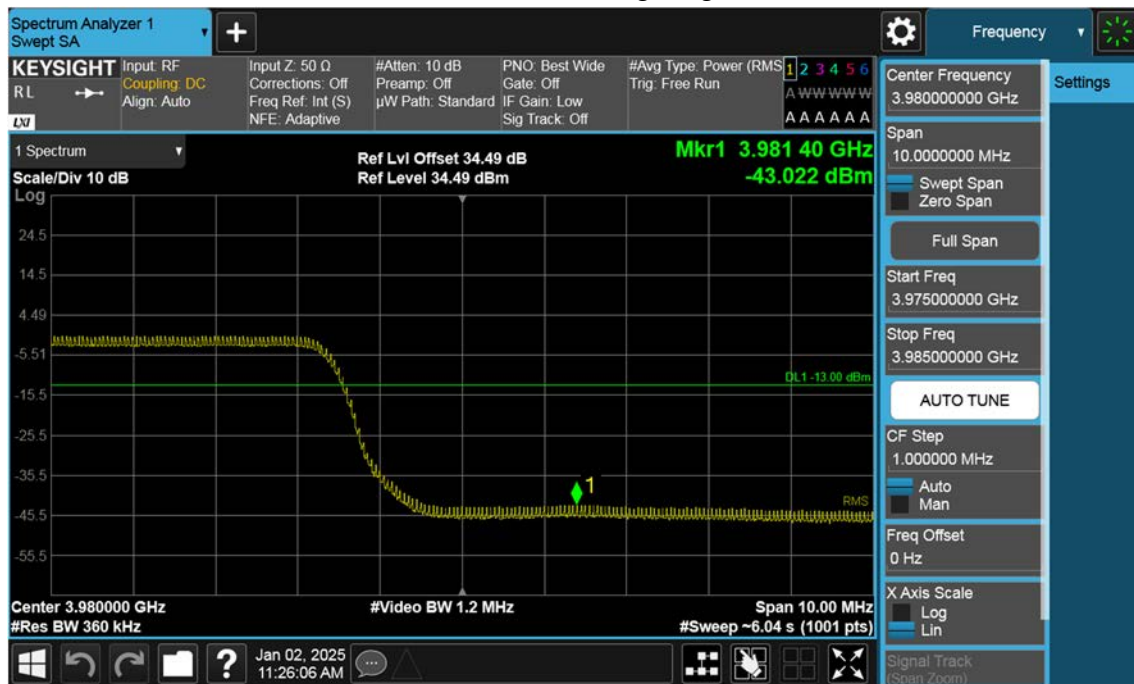 Spectrum Analyzer 1
Swept SA
+
Frequency
KEYSIGHT
RL
LXI
Input: RF
Coupling: DC
Align: Auto
Input Z: 50 Ω
Corrections: Off
Freq Ref: Int (S)
NFE: Adaptive
#Atten: 10 dB
Preamp: Off
µW Path: Standard
PNO: Best Wide
Gate: Off
IF Gain: Low
Sig Track: Off
#Avg Type: Power (RMS
Trig: Free Run
1 2 3 4 5 6
A W W W W W
A A A A A A
1 Spectrum
Scale/Div 10 dB
Log
Ref Lvl Offset 34.49 dB
Ref Level 34.49 dBm
Mkr1 3.981 40 GHz
-43.022 dBm
24.5
14.5
4.49
-5.51
-15.5
-25.5
-35.5
-45.5
-55.5
DL1 -13.00 dBm
1
RMS
Center 3.980000 GHz
#Res BW 360 kHz
#Video BW 1.2 MHz
Span 10.00 MHz
#Sweep ~6.04 s (1001 pts)
?
Jan 02, 2025
11:26:06 AM
Center Frequency
3.980000000 GHz
Span
10.0000000 MHz
Swept Span
Zero Span
Full Span
Start Freq
3.975000000 GHz
Stop Freq
3.985000000 GHz
AUTO TUNE
CF Step
1.000000 MHz
Auto
Man
Freq Offset
0 Hz
X Axis Scale
Log
Lin
Signal Track
(Span Zoom)
Settings